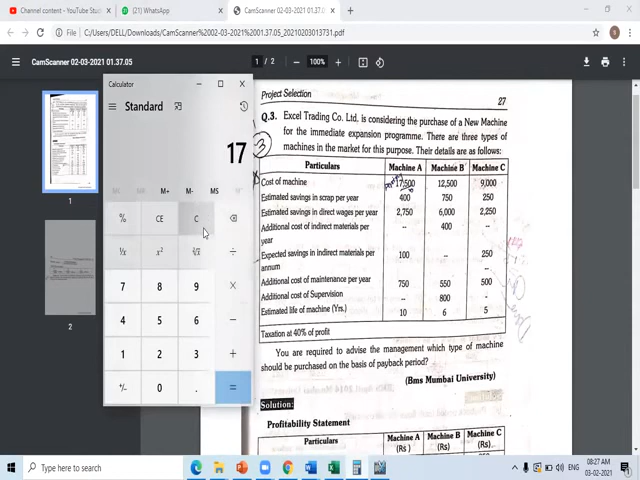 Channel content - YouTube Stud
(21) WhatsApp
CamScanner 02-03-2021 01.37.05
File
C:/Users/DELL/Downloads/CamScanner%2002-03-2021%2001.37.05_20210203013731.pdf
CamScanner 02-03-2021 01.37.05
1 / 2
100%
1
2
Calculator
Standard
17
M+
M-
MS
%
CE
C
7
8
9
4
5
6
1
2
3
+/-
0
.
=
Project Selection
27
Q.3. Excel Trading Co. Ltd. is considering the purchase of a New Machine
for the immediate expansion programme. There are three types of
machines in the market for this purpose. Their details are as follows:
Particulars Machine A Machine B Machine C
Cost of machine 17,500 12,500 9,000
Estimated savings in scrap per year 400 750 250
Estimated savings in direct wages per year 2,750 6,000 2,250
Additional cost of indirect materials per -- 400 --
year
Expected savings in indirect materials per 100 -- 250
annum
Additional cost of maintenance per year 750 550 500
Additional cost of Supervision -- 800 --
Estimated life of machine (Yrs.) 10 6 5
Taxation at 40% of profit
You are required to advise the management which type of machine
should be purchased on the basis of payback period?
(Bms Mumbai University)
Solution:
Profitability Statement
Particulars Machine A Machine B Machine C
(Rs ) (Rs) (Rs)
Type here to search
ENG
08:27 AM
03-02-2021